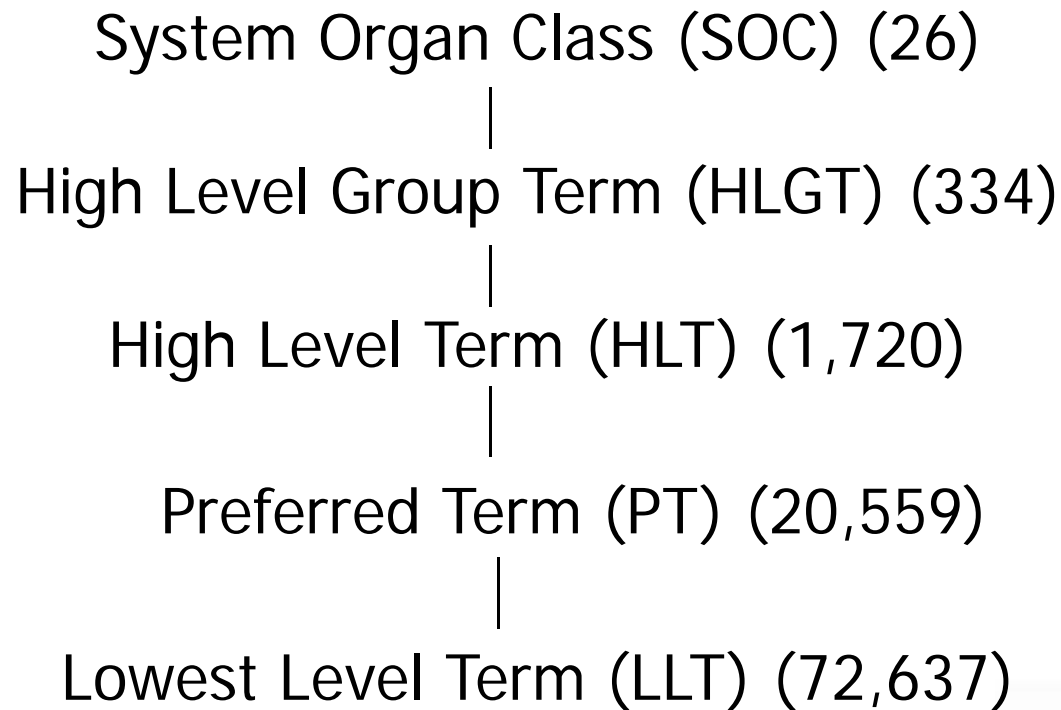 System Organ Class (SOC) (26)
High Level Group Term (HLGT) (334)
High Level Term (HLT) (1,720)
Preferred Term (PT) (20,559)
Lowest Level Term (LLT) (72,637)